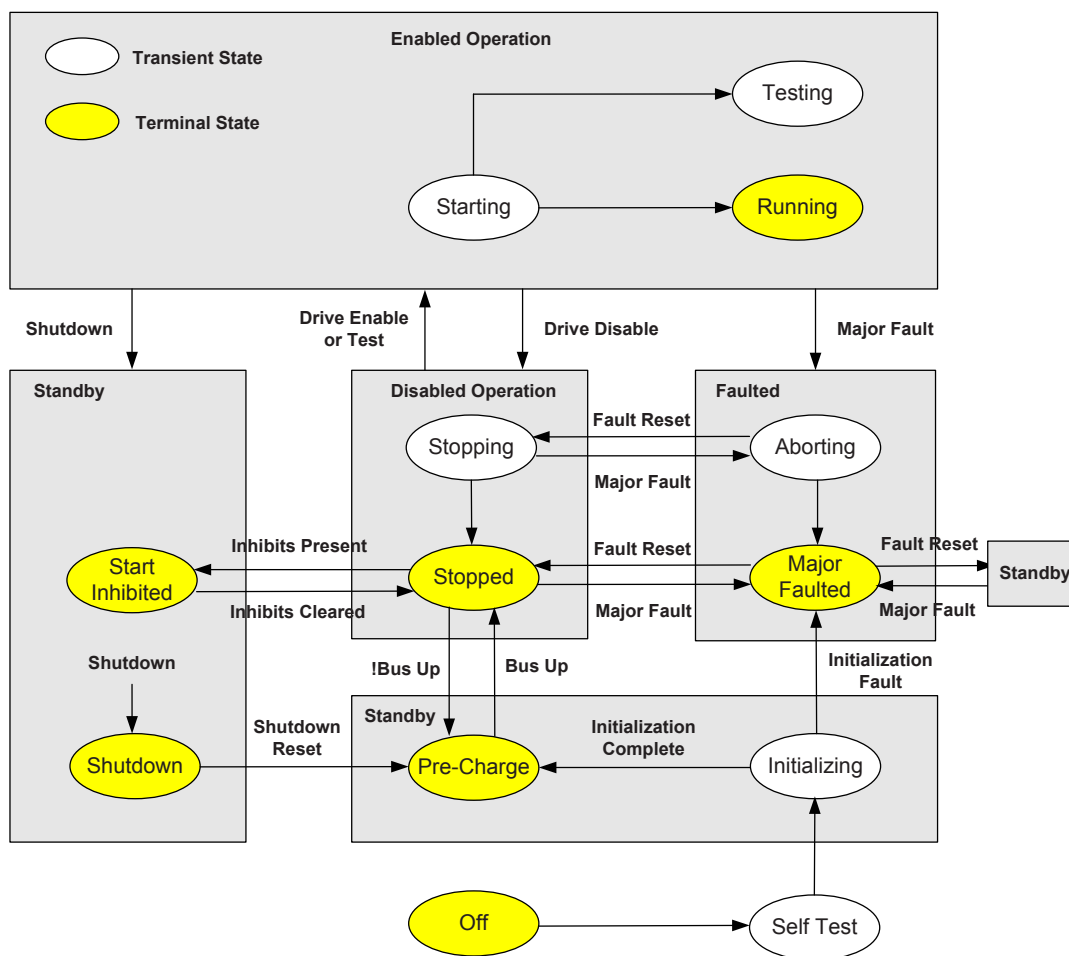 Enabled Operation
Transient State
Terminal State
Testing
Starting
Running
Shutdown
Drive Enable
or Test
Drive Disable
Major Fault
Standby
Disabled Operation
Faulted
Stopping
Fault Reset
Major Fault
Aborting
Start
Inhibited
Inhibits Present
Inhibits Cleared
Stopped
Fault Reset
Major Fault
Major
Faulted
Fault Reset
Major Fault
Standby
Shutdown
!Bus Up
Bus Up
Initialization
Fault
Shutdown
Shutdown
Reset
Standby
Pre-Charge
Initialization
Complete
Initializing
Off
Self Test